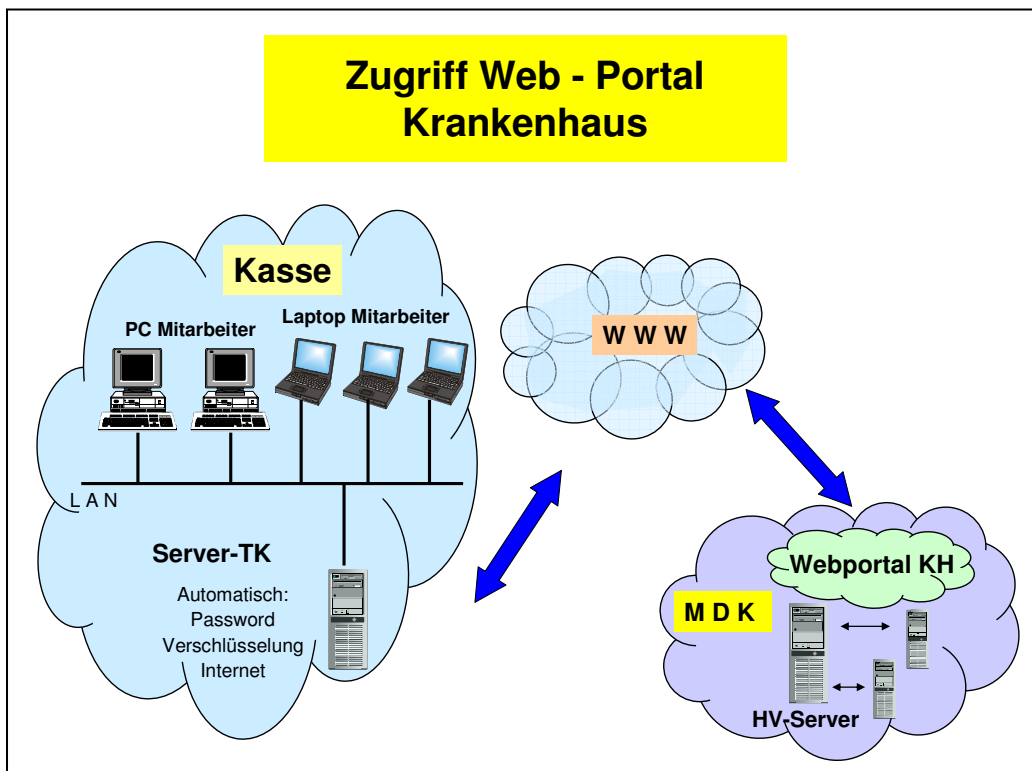 Zugriff Web - Portal
Krankenhaus
Kasse
PC Mitarbeiter
Laptop Mitarbeiter
L A N
Server-TK
Automatisch:
Password
Verschlüsselung
Internet
W W W
Webportal KH
M D K
HV-Server